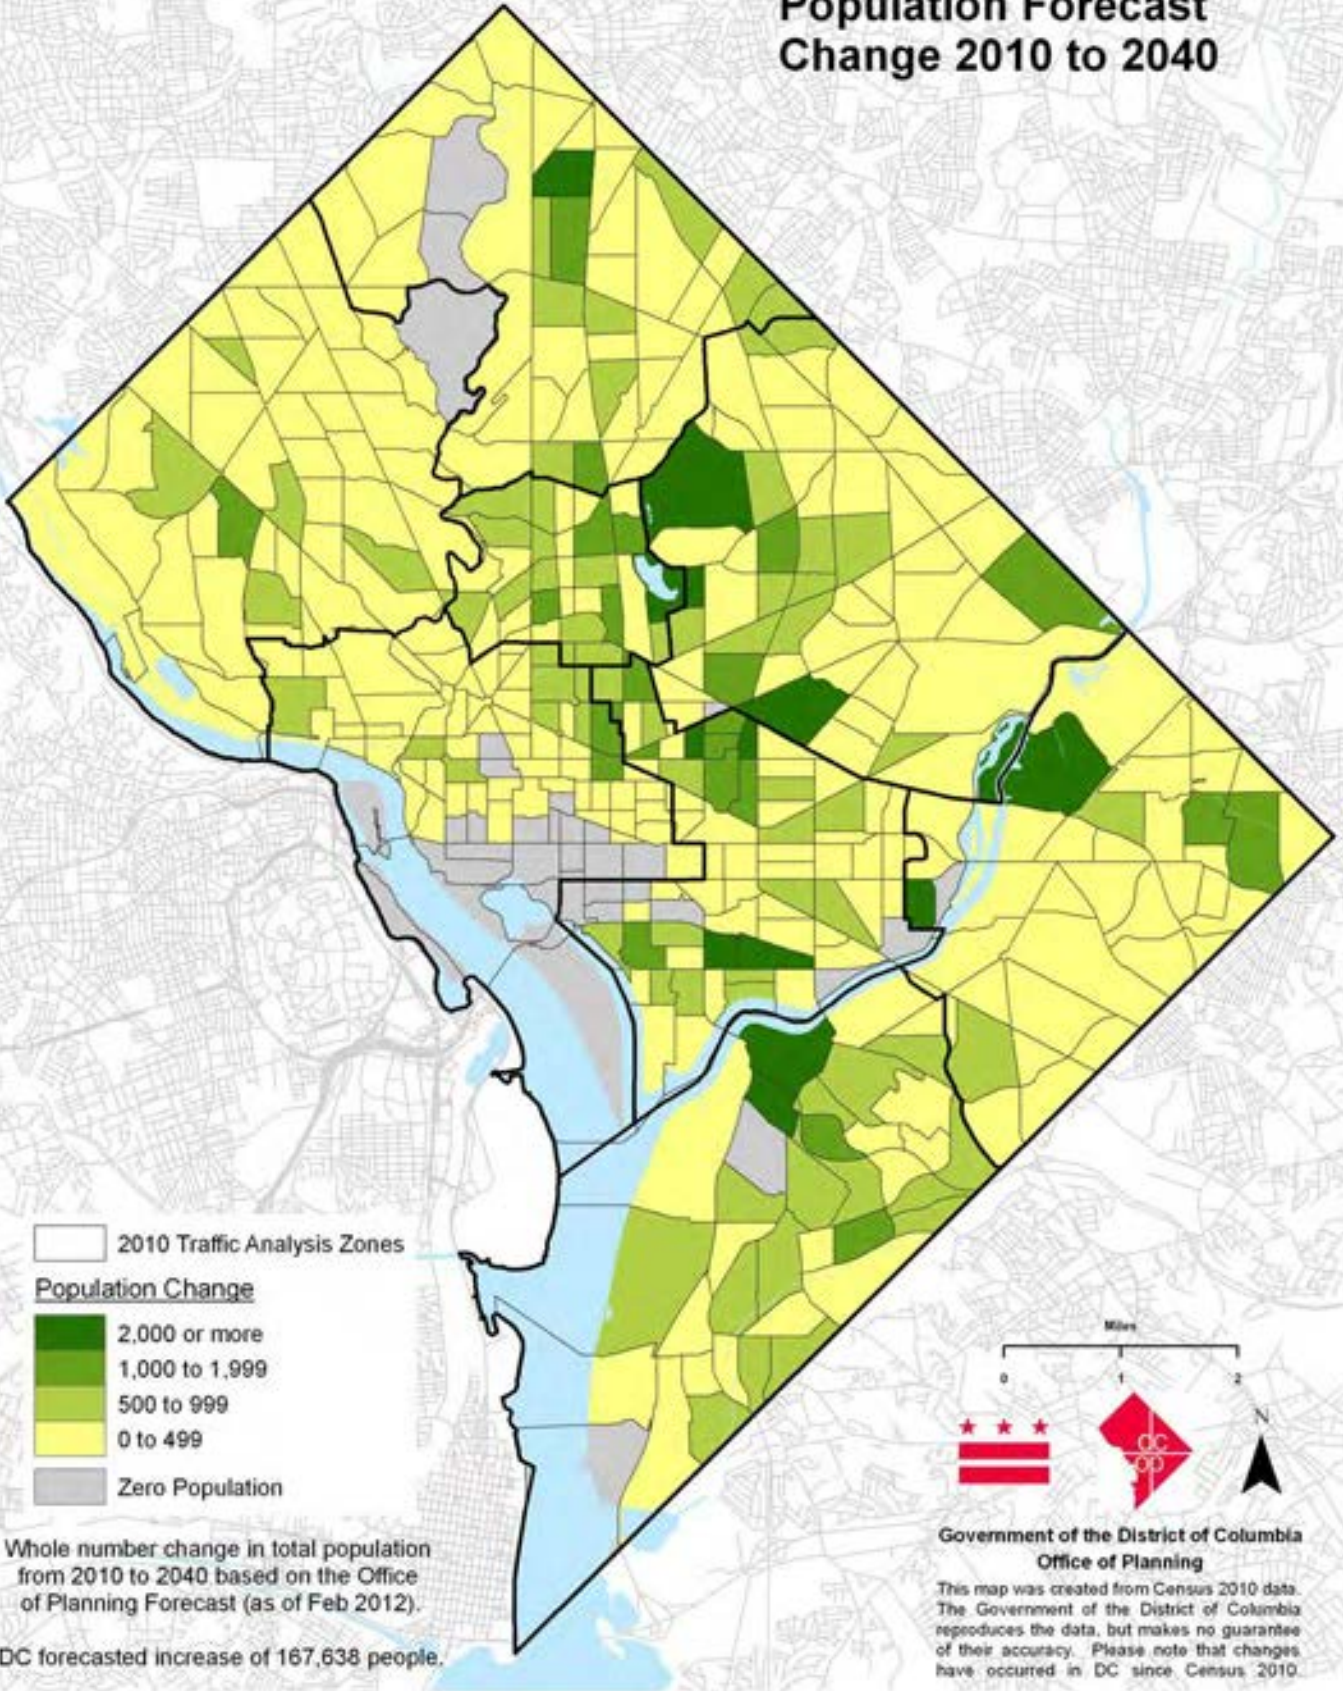 Population Forecast
Change 2010 to 2040
2010 Traffic Analysis Zones
Population Change
2,000 or more
1,000 to 1,999
500 to 999
0 to 499
Zero Population
Whole number change in total population
from 2010 to 2040 based on the Office
of Planning Forecast (as of Feb 2012).
DC forecasted increase of 167,638 people.
Miles
0 1 2
N
dc
op
Government of the District of Columbia
Office of Planning
This map was created from Census 2010 data.
The Government of the District of Columbia
reproduces the data, but makes no guarantee
of their accuracy. Please note that changes
have occurred in DC since Census 2010.